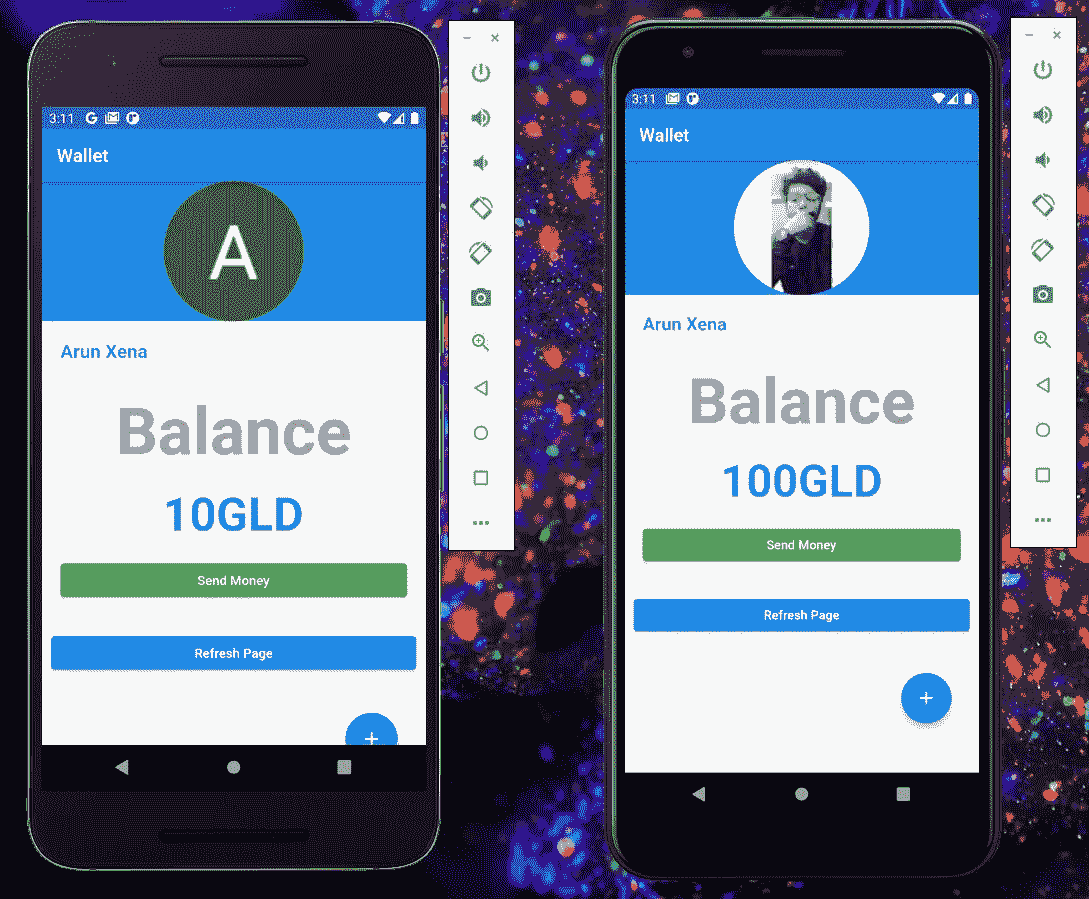 3:11
Wallet
A
Arun Xena
Balance
10GLD
Send Money
Refresh Page
+
3:11
Wallet
Arun Xena
Balance
100GLD
Send Money
Refresh Page
+